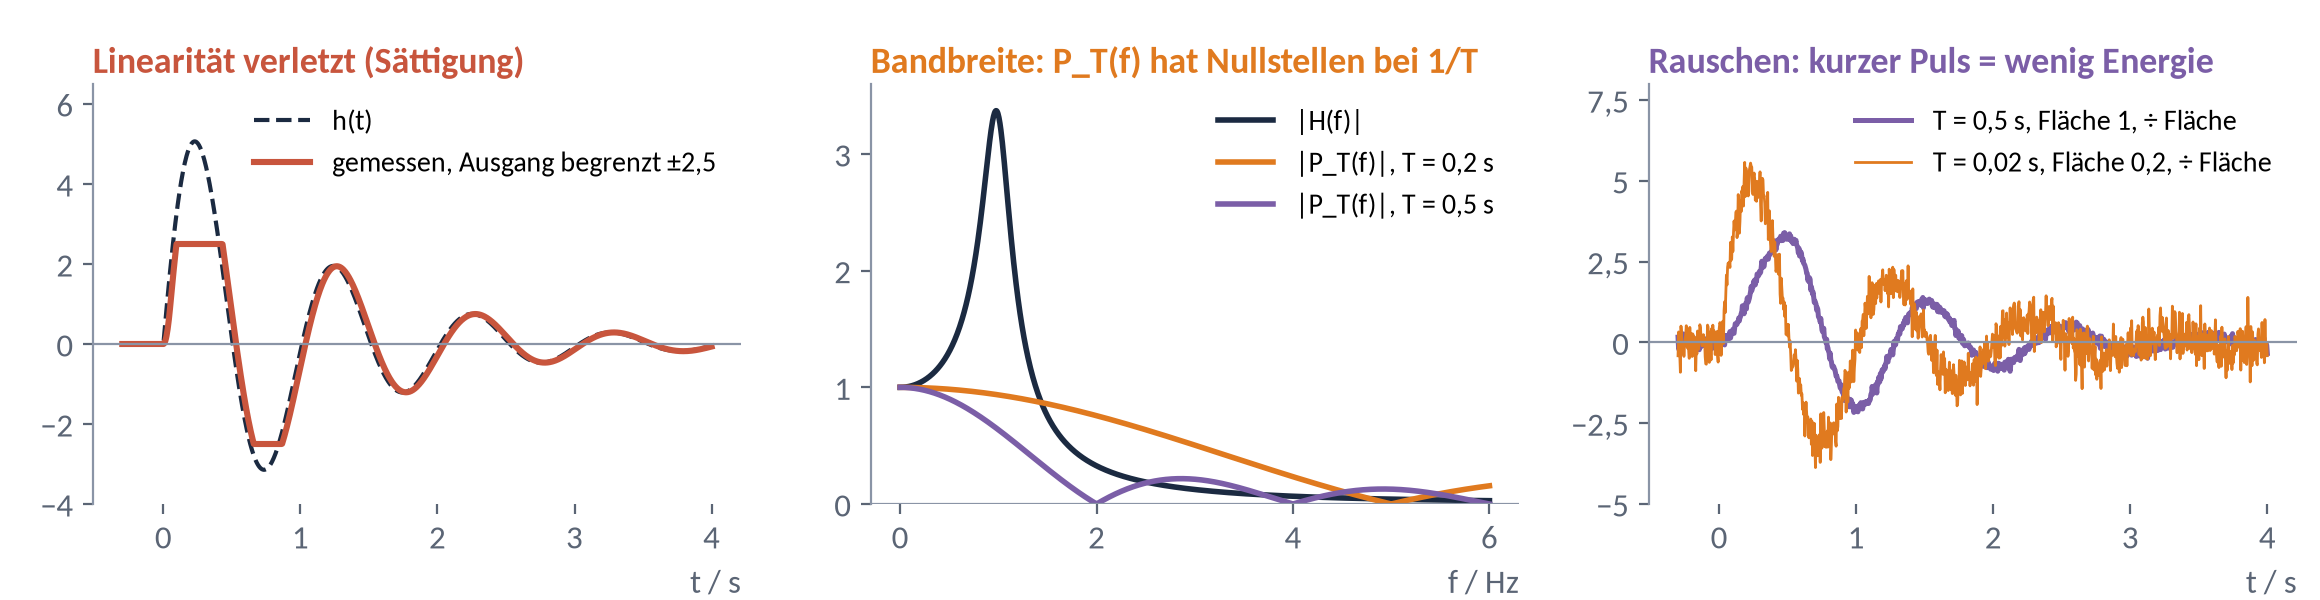 Linearität verletzt (Sättigung)
6
4
2
0
−2
−4
h(t)
gemessen, Ausgang begrenzt ±2,5
0 1 2 3 4
t / s
Bandbreite: P_T(f) hat Nullstellen bei 1/T
3
2
1
0
|H(f)|
|P_T(f)|, T = 0,2 s
|P_T(f)|, T = 0,5 s
0 2 4 6
f / Hz
Rauschen: kurzer Puls = wenig Energie
7,5
5
2,5
0
−2,5
−5
T = 0,5 s, Fläche 1, ÷ Fläche
T = 0,02 s, Fläche 0,2, ÷ Fläche
0 1 2 3 4
t / s